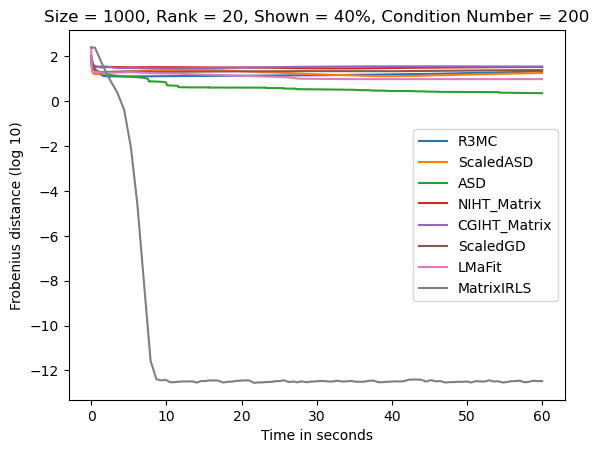 Size = 1000, Rank = 20, Shown = 40%, Condition Number = 200
Frobenius distance (log 10)
2
0
−2
−4
−6
−8
−10
−12
R3MC
ScaledASD
ASD
NIHT_Matrix
CGIHT_Matrix
ScaledGD
LMaFit
MatrixIRLS
0 10 20 30 40 50 60
Time in seconds